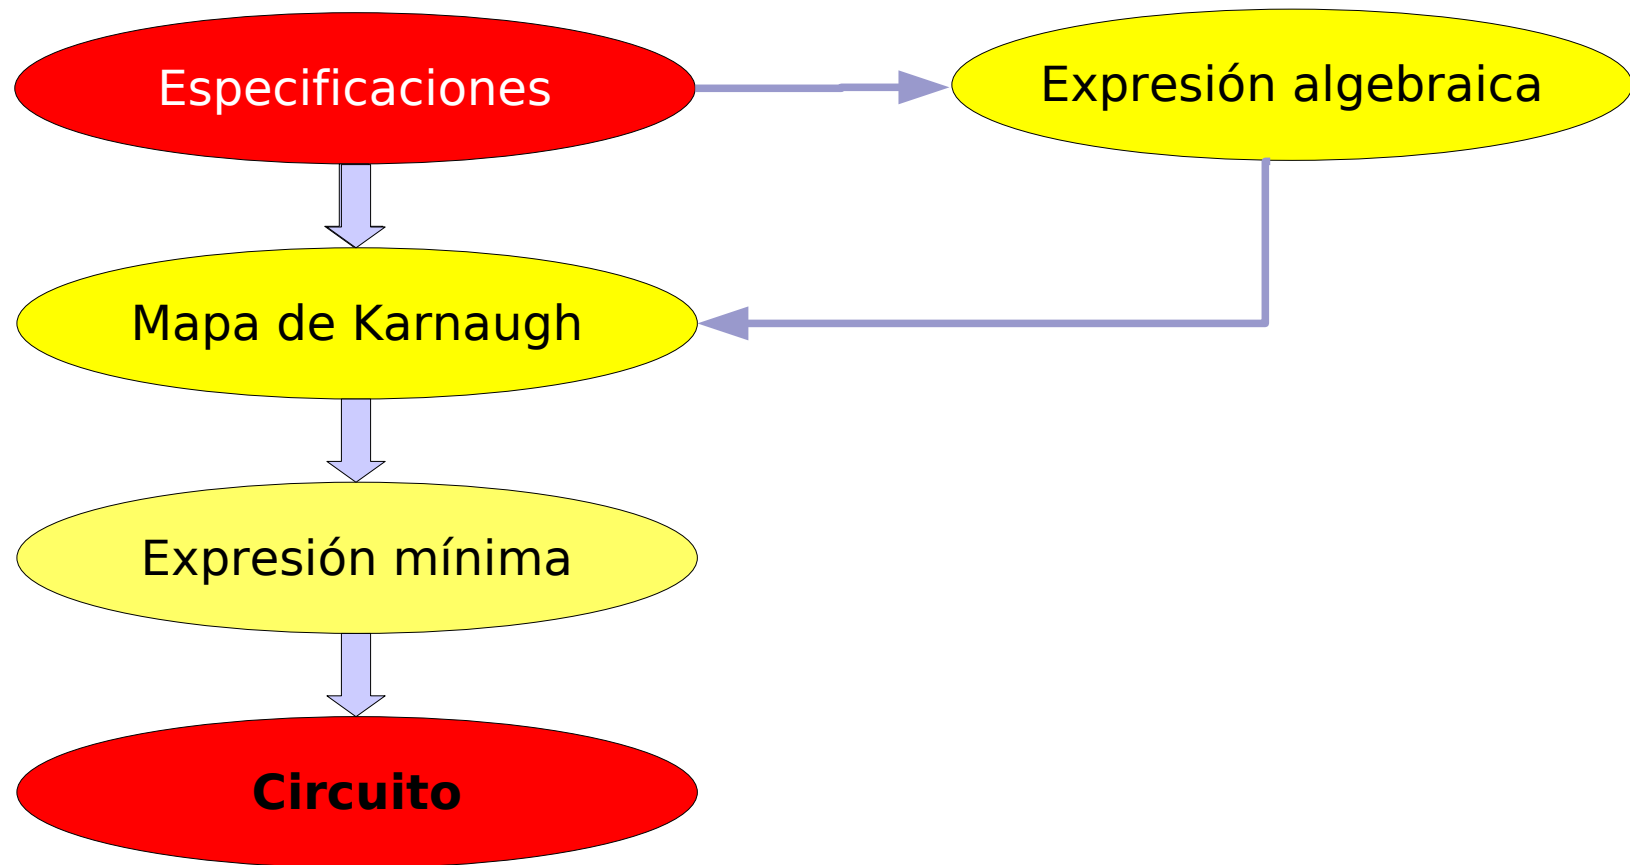 Especificaciones
Expresión algebraica
Mapa de Karnaugh
Expresión mínima
Circuito